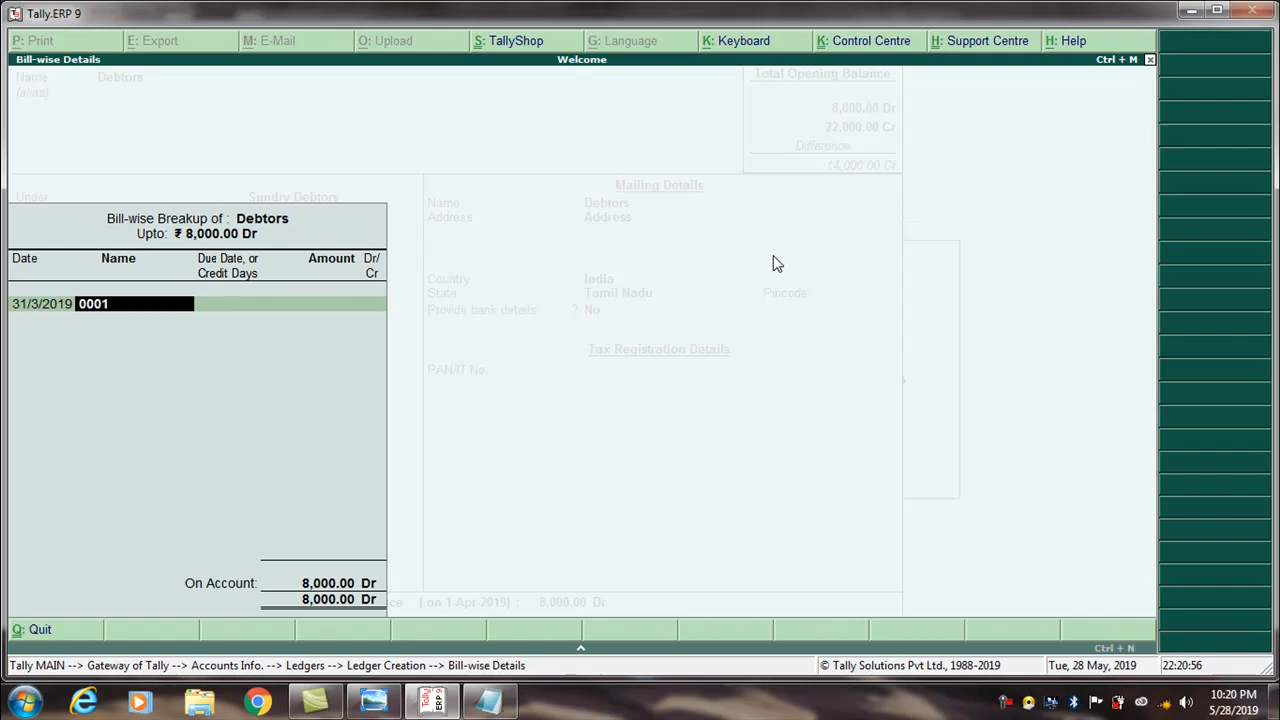 Tally.ERP 9
P: Print E: Export M: E-Mail O: Upload S: TallyShop G: Language K: Keyboard K: Control Centre H: Support Centre H: Help
Bill-wise Details Welcome Ctrl + M
Name Debtors Total Opening Balance
(alias)
8,000.00 Dr
22,000.00 Cr
Difference
14,000.00 Cr
Under Sundry Debtors Mailing Details
Name Debtors
Address Address
Bill-wise Breakup of : Debtors
Upto: ₹ 8,000.00 Dr
Date Name Due Date, or Amount Dr/
Credit Days Cr
Country India
State Tamil Nadu Pincode
31/3/2019 0001
Provide bank details ? No
Tax Registration Details
PAN/IT No.
On Account: 8,000.00 Dr
8,000.00 Dr
ce ( on 1-Apr-2019) : 8,000.00 Dr
Q: Quit
Ctrl + N
Tally MAIN --> Gateway of Tally --> Accounts Info. --> Ledgers --> Ledger Creation --> Bill-wise Details © Tally Solutions Pvt Ltd., 1988-2019 Tue, 28 May, 2019 22:20:56
Tally ERP 9
10:20 PM
5/28/2019